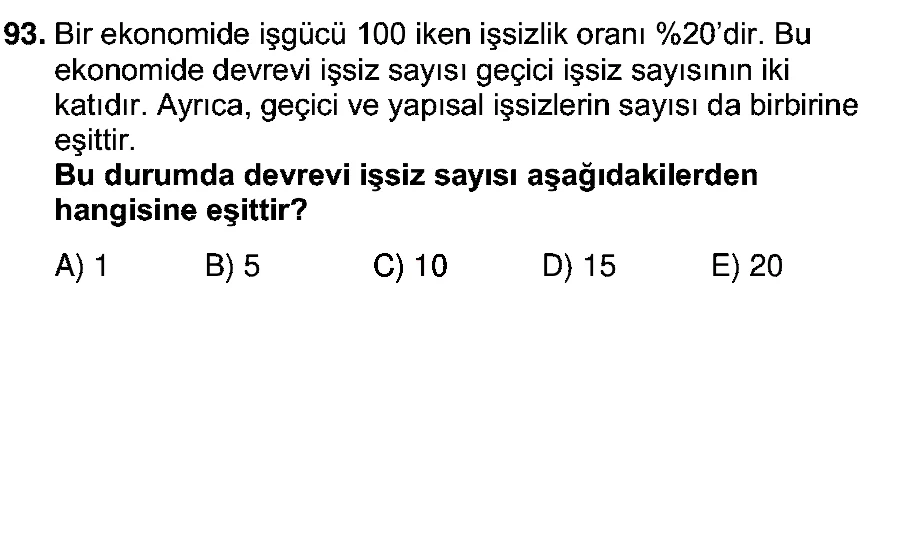 93. Bir ekonomide işgücü 100 iken işsizlik oranı %20'dir. Bu
ekonomide devrevi işsiz sayısı geçici işsiz sayısının iki
katıdır. Ayrıca, geçici ve yapısal işsizlerin sayısı da birbirine
eşittir.
Bu durumda devrevi işsiz sayısı aşağıdakilerden
hangisine eşittir?
A) 1 B) 5 C) 10 D) 15 E) 20